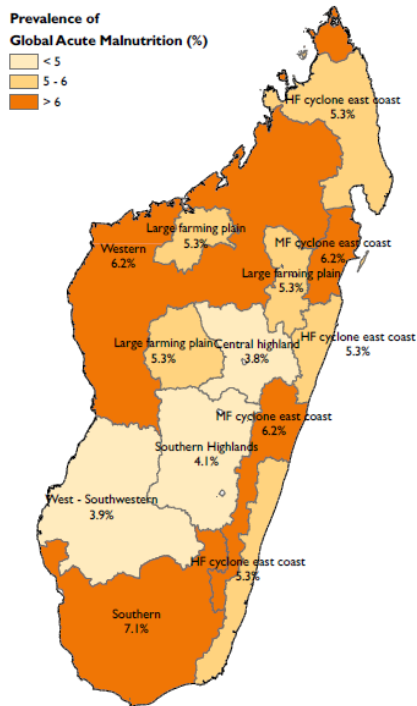 Prevalence of
Global Acute Malnutrition (%)
< 5
5 - 6
> 6
HF cyclone east coast
5.3%
Large farming plain
5.3%
Western
6.2%
MF cyclone east coast
6.2%
Large farming plain
5.3%
Large farming plain
5.3%
Central highland
3.8%
HF cyclone east coast
5.3%
MF cyclone east coast
6.2%
Southern Highlands
4.1%
West - Southwestern
3.9%
HF cyclone east coast
5.3%
Southern
7.1%